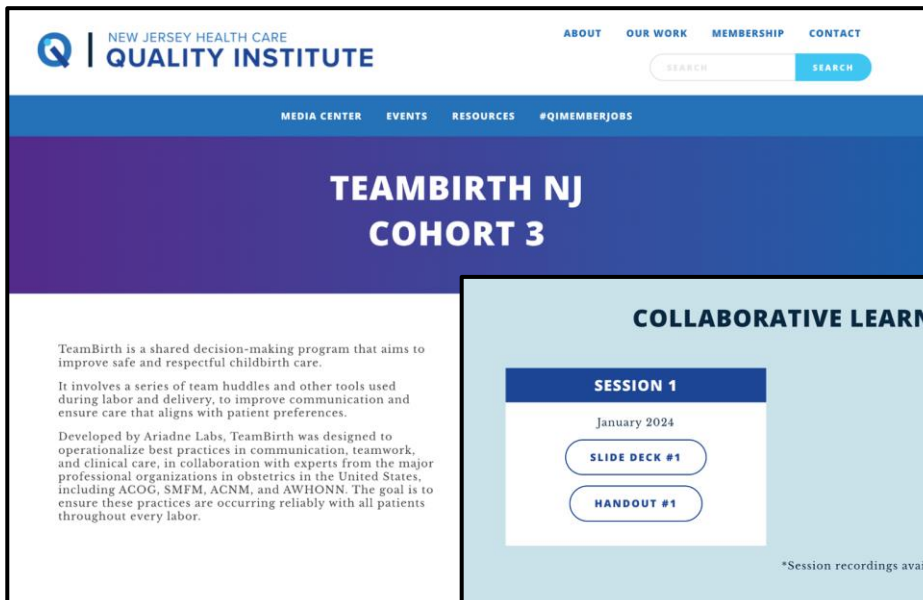 NEW JERSEY HEALTH CARE
QUALITY INSTITUTE
ABOUT OUR WORK MEMBERSHIP CONTACT
SEARCH SEARCH
MEDIA CENTER EVENTS RESOURCES #QIMEMBERJOBS
TEAMBIRTH NJ
COHORT 3
TeamBirth is a shared decision-making program that aims to
improve safe and respectful childbirth care.
It involves a series of team huddles and other tools used
during labor and delivery, to improve communication and
ensure care that aligns with patient preferences.
Developed by Ariadne Labs, TeamBirth was designed to
operationalize best practices in communication, teamwork,
and clinical care, in collaboration with experts from the major
professional organizations in obstetrics in the United States,
including ACOG, SMFM, ACNM, and AWHONN. The goal is to
ensure these practices are occurring reliably with all patients
throughout every labor.
COLLABORATIVE LEARN
SESSION 1
January 2024
SLIDE DECK #1
HANDOUT #1
*Session recordings avai